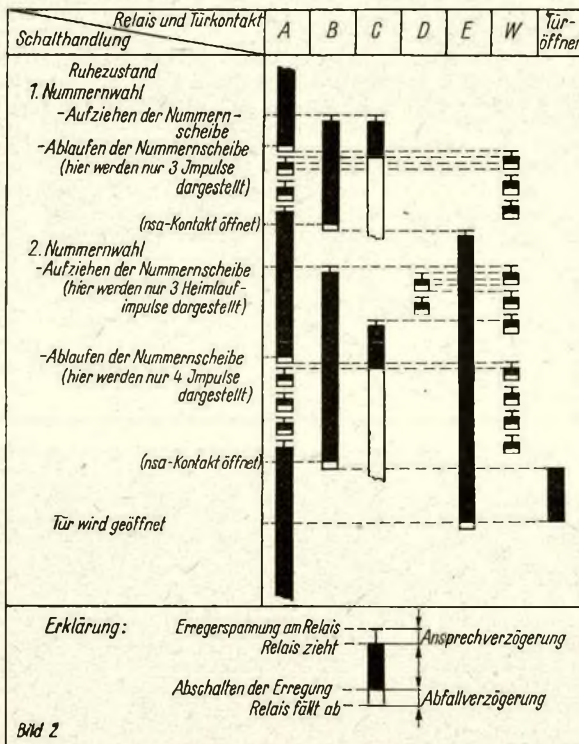 Relais und Türkontakt
Schalthandlung
A B C D E W Tür-
öffner
Ruhezustand
1. Nummernwahl
-Aufziehen der Nummern-
scheibe
-Ablaufen der Nummernscheibe
(hier werden nur 3 Jmpulse
dargestellt)
(nsa-Kontakt öffnet)
2. Nummernwahl
-Aufziehen der Nummernscheibe
(hier werden nur 3 Heimlauf-
impulse dargestellt)
-Ablaufen der Nummernscheibe
(hier werden nur 4 Jmpulse
dargestellt)
(nsa-Kontakt öffnet)
Tür wird geöffnet
Erklärung:
Erregerspannung am Relais
Relais zieht
Ansprechverzögerung
Abschalten der Erregung
Relais fällt ab
Abfallverzögerung
Bild 2